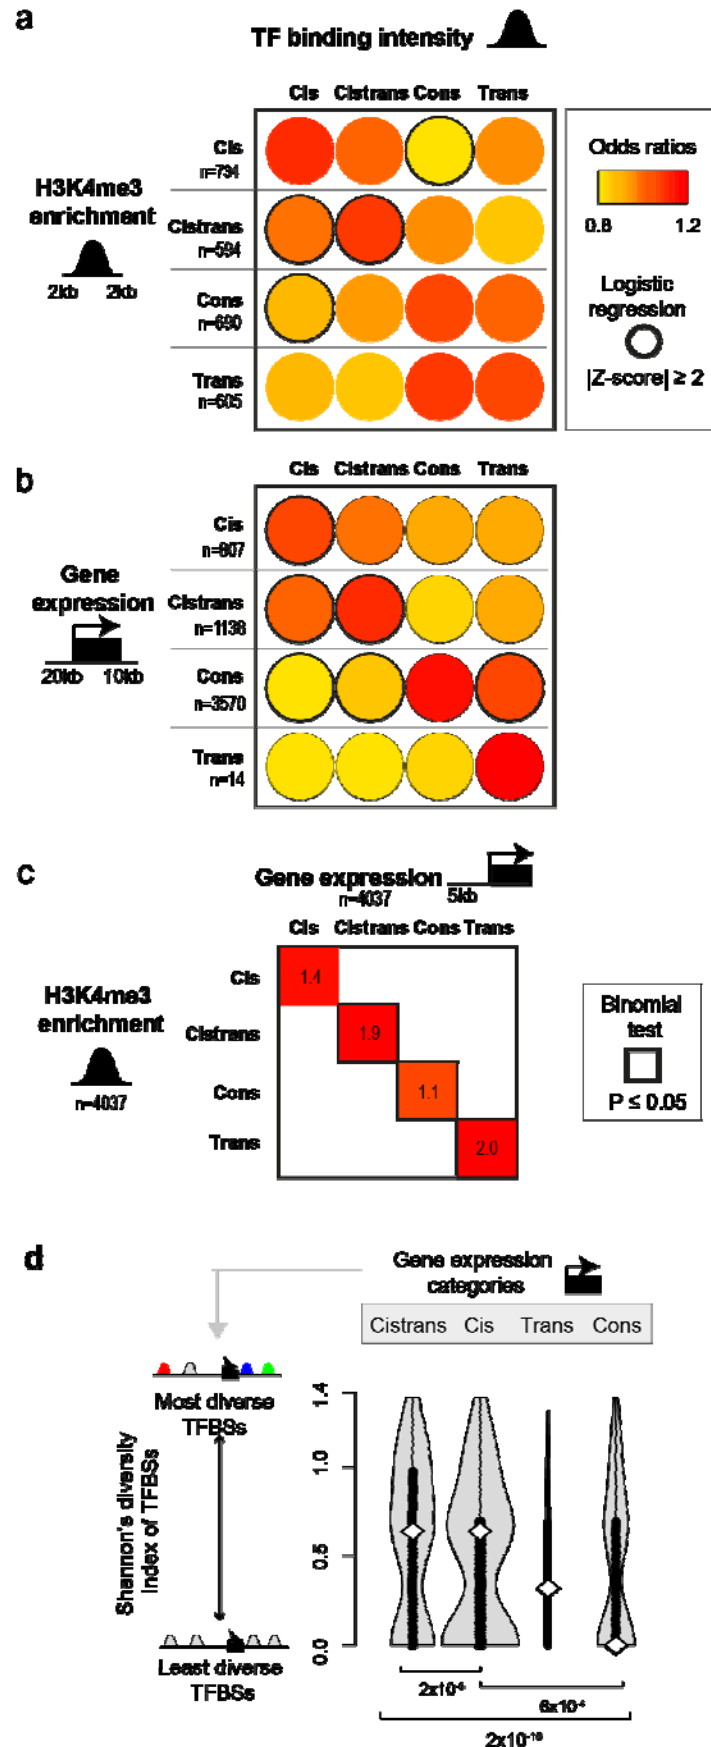 a
TF binding intensity
Cis Cistrans Cons Trans
H3K4me3
enrichment
2kb 2kb
Cis
n=794
Cistrans
n=594
Cons
n=690
Trans
n=605
Odds ratios
0.8 1.2
Logistic
regression
|Z-score| ≥ 2
b
Cis Cistrans Cons Trans
Gene
expression
20kb 10kb
Cis
n=807
Cistrans
n=1138
Cons
n=3570
Trans
n=14
c
Gene expression
n=4037
5kb
Cis Cistrans Cons Trans
H3K4me3
enrichment
n=4037
Cis
1.4
Cistrans
1.9
Cons
1.1
Trans
2.0
Binomial
test
P ≤ 0.05
d
Gene expression
categories
Cistrans Cis Trans Cons
Most diverse
TFBSs
Shannon's diversity
index of TFBSs
Least diverse
TFBSs
1.4
1.0
0.5
0.0